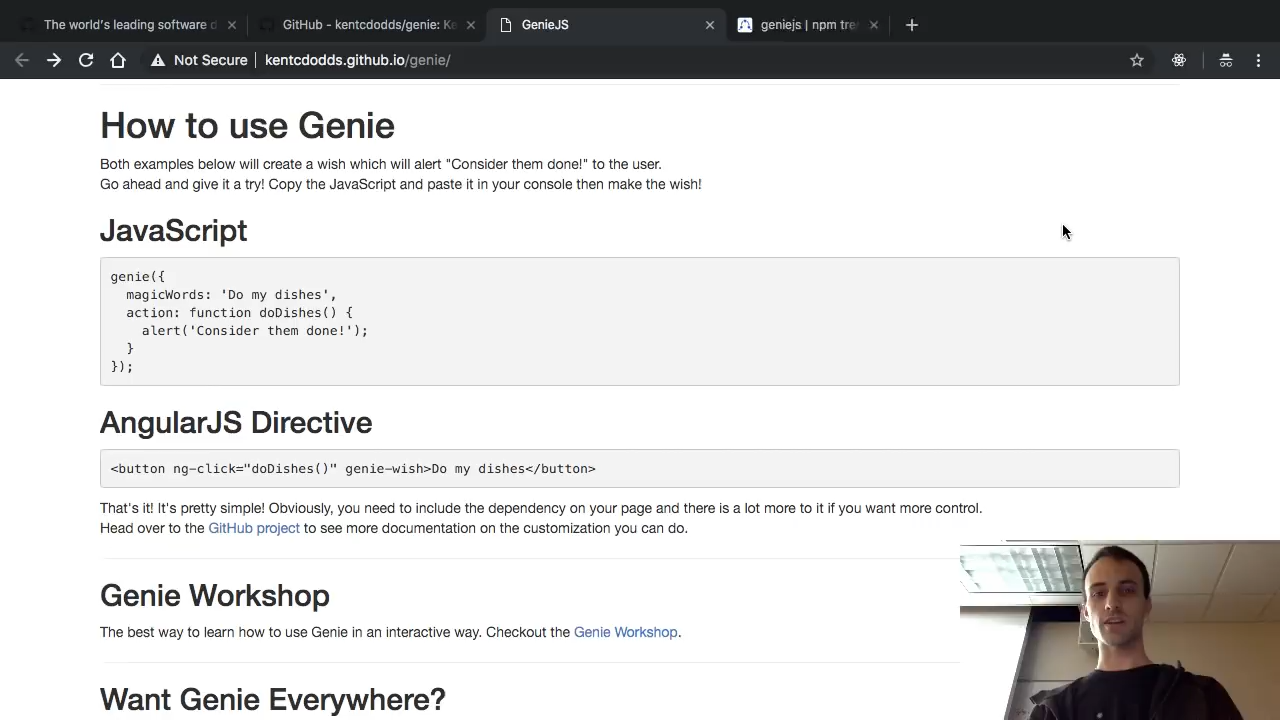 The world's leading software d
GitHub - kentcdodds/genie: Ke
GenieJS
geniejs | npm tre
Not Secure
kentcdodds.github.io/genie/
How to use Genie
Both examples below will create a wish which will alert "Consider them done!" to the user.
Go ahead and give it a try! Copy the JavaScript and paste it in your console then make the wish!
JavaScript
genie({
magicWords: 'Do my dishes',
action: function doDishes() {
alert('Consider them done!');
}
});
AngularJS Directive
<button ng-click="doDishes()" genie-wish>Do my dishes</button>
That's it! It's pretty simple! Obviously, you need to include the dependency on your page and there is a lot more to it if you want more control.
Head over to the GitHub project to see more documentation on the customization you can do.
Genie Workshop
The best way to learn how to use Genie in an interactive way. Checkout the Genie Workshop.
Want Genie Everywhere?